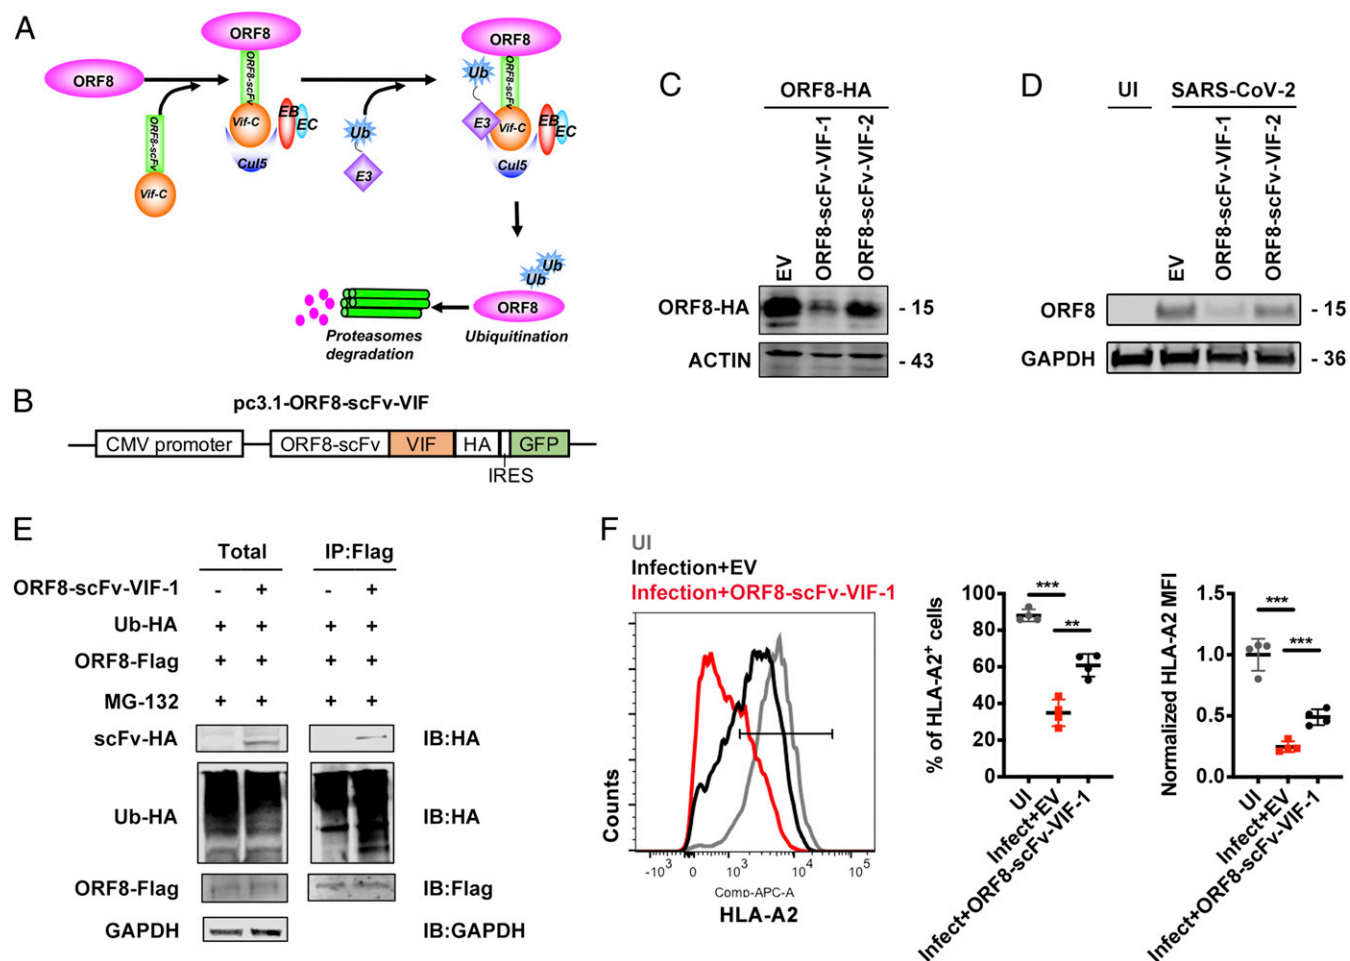 A
ORF8
ORF8
ORF8
ORF8-scFv
ORF8-scFv
Ub
ORF8-scFv
Vif-C
EB
EC
Cul5
Ub
E3
Vif-C
EB
EC
Cul5
Vif-C
E3
Ub
Ub
ORF8
Proteasomes
degradation
Ubiquitination
B
pc3.1-ORF8-scFv-VIF
CMV promoter
ORF8-scFv
VIF
HA
GFP
IRES
C
ORF8-HA
EV
ORF8-scFv-VIF-1
ORF8-scFv-VIF-2
ORF8-HA
- 15
ACTIN
- 43
D
UI
SARS-CoV-2
EV
ORF8-scFv-VIF-1
ORF8-scFv-VIF-2
ORF8
- 15
GAPDH
- 36
E
Total
IP:Flag
ORF8-scFv-VIF-1 - + - +
Ub-HA + + + +
ORF8-Flag + + + +
MG-132 + + + +
scFv-HA
IB:HA
Ub-HA
IB:HA
ORF8-Flag
IB:Flag
GAPDH
IB:GAPDH
F
UI
Infection+EV
Infection+ORF8-scFv-VIF-1
Counts
-10³ 0 10³ 10⁴ 10⁵
Comp-APC-A
HLA-A2
% of HLA-A2⁺ cells
100
80
60
40
20
0
***
**
UI
Infect+EV
Infect+ORF8-scFv-VIF-1
Normalized HLA-A2 MFI
1.5
1.0
0.5
0.0
***
***
UI
Infect+EV
Infect+ORF8-scFv-VIF-1